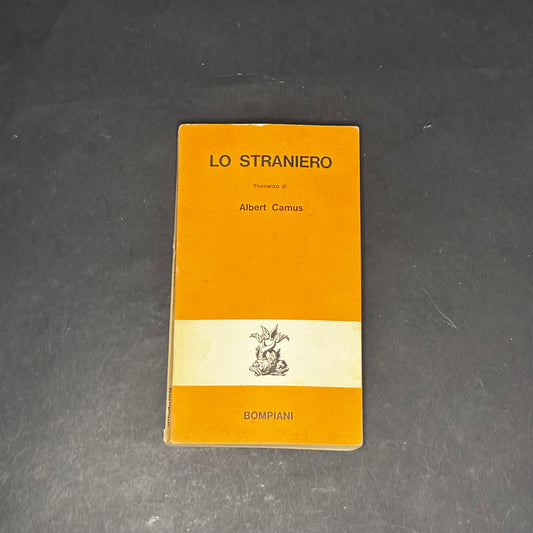 LO STRANIERO
Romanzo di
Albert Camus
BOMPIANI